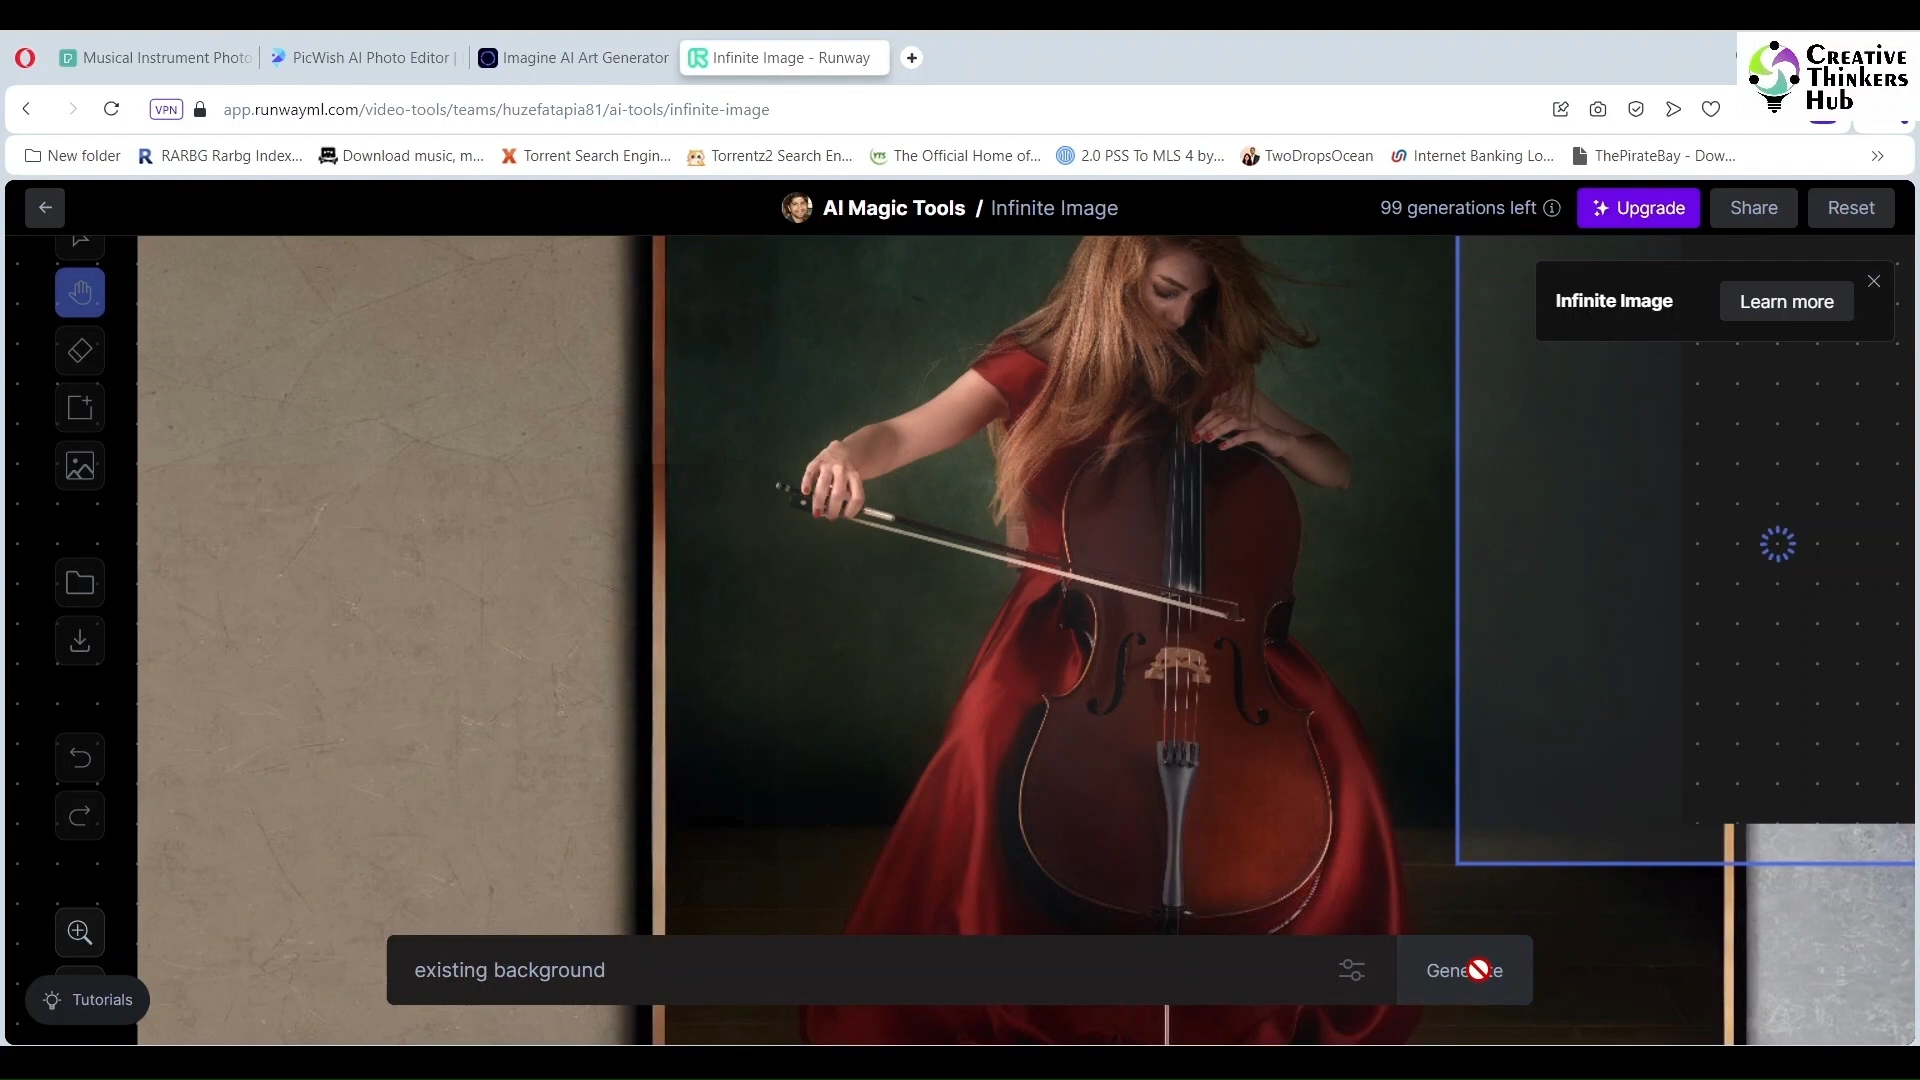 Musical Instrument Photo
PicWish AI Photo Editor |
Imagine AI Art Generator
Infinite Image - Runway
CREATIVE
THINKERS
HUB
VPN
app.runwayml.com/video-tools/teams/huzefatapia81/ai-tools/infinite-image
New folder
RARBG Rarbg Index...
Download music, m...
Torrent Search Engin...
Torrentz2 Search En...
The Official Home of...
2.0 PSS To MLS 4 by...
TwoDropsOcean
Internet Banking Lo...
ThePirateBay - Dow...
AI Magic Tools / Infinite Image
99 generations left
Upgrade
Share
Reset
Infinite Image
Learn more
existing background
Tutorials